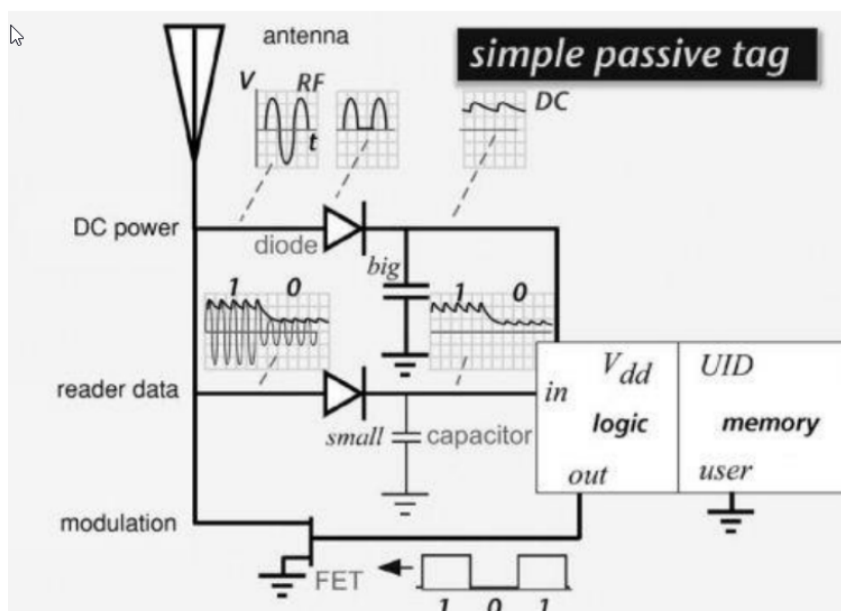 antenna
simple passive tag
V RF
DC
t
DC power
diode
big
1 0
1 0
reader data
in
Vdd
UID
logic
memory
small
capacitor
out
user
modulation
FET
1 0 1